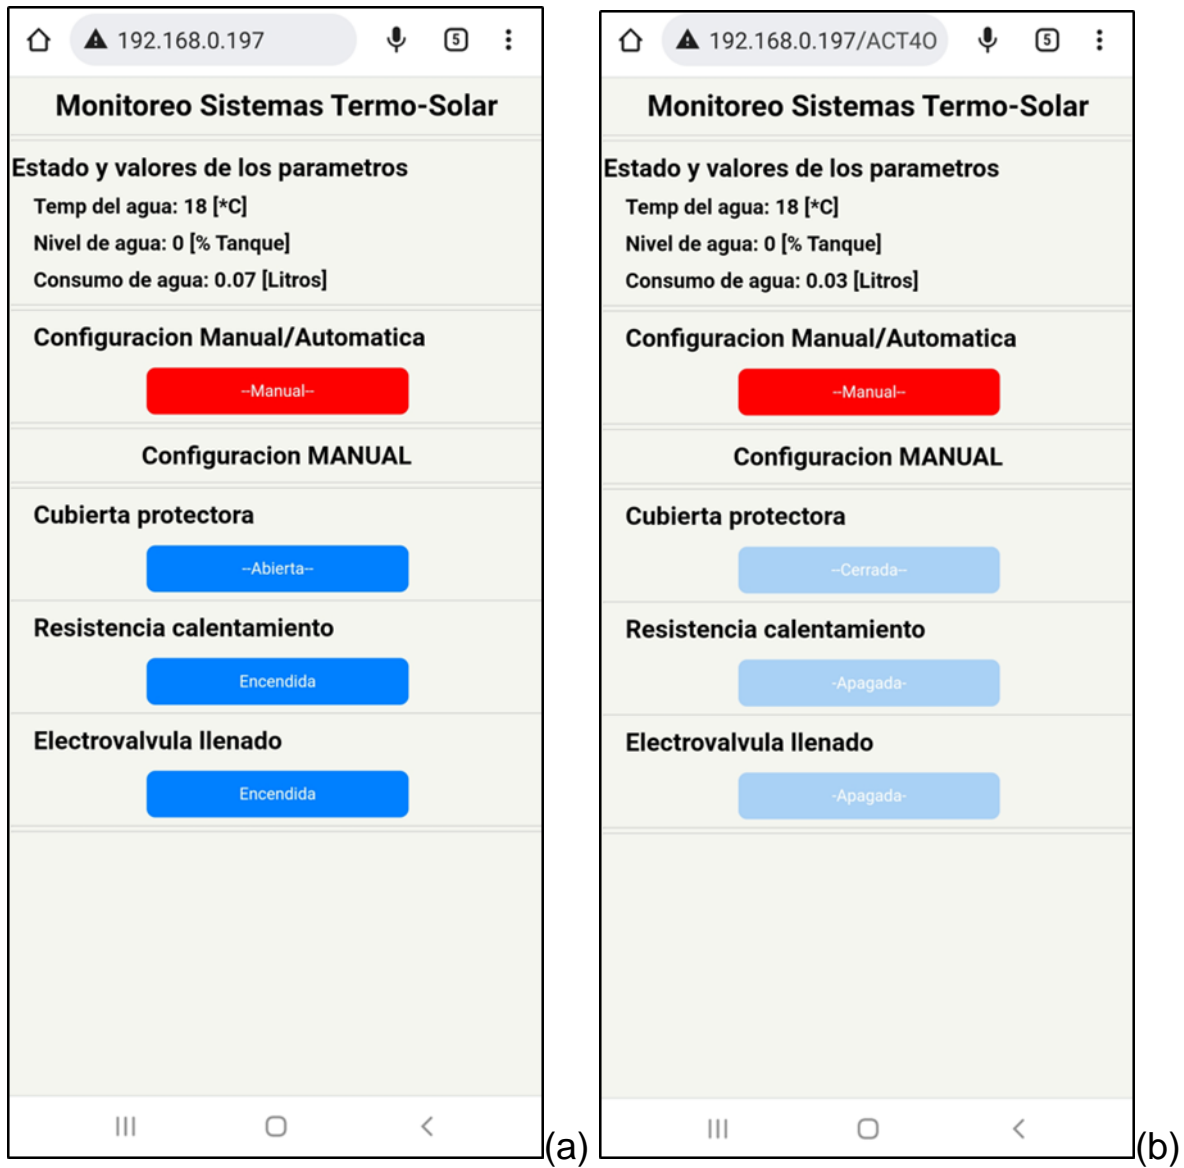 192.168.0.197
5
Monitoreo Sistemas Termo-Solar
Estado y valores de los parametros
Temp del agua: 18 [*C]
Nivel de agua: 0 [% Tanque]
Consumo de agua: 0.07 [Litros]
Configuracion Manual/Automatica
--Manual--
Configuracion MANUAL
Cubierta protectora
--Abierta--
Resistencia calentamiento
Encendida
Electrovalvula llenado
Encendida
(a)
192.168.0.197/ACT4O
5
Monitoreo Sistemas Termo-Solar
Estado y valores de los parametros
Temp del agua: 18 [*C]
Nivel de agua: 0 [% Tanque]
Consumo de agua: 0.03 [Litros]
Configuracion Manual/Automatica
--Manual--
Configuracion MANUAL
Cubierta protectora
--Cerrada--
Resistencia calentamiento
-Apagada-
Electrovalvula llenado
-Apagada-
(b)